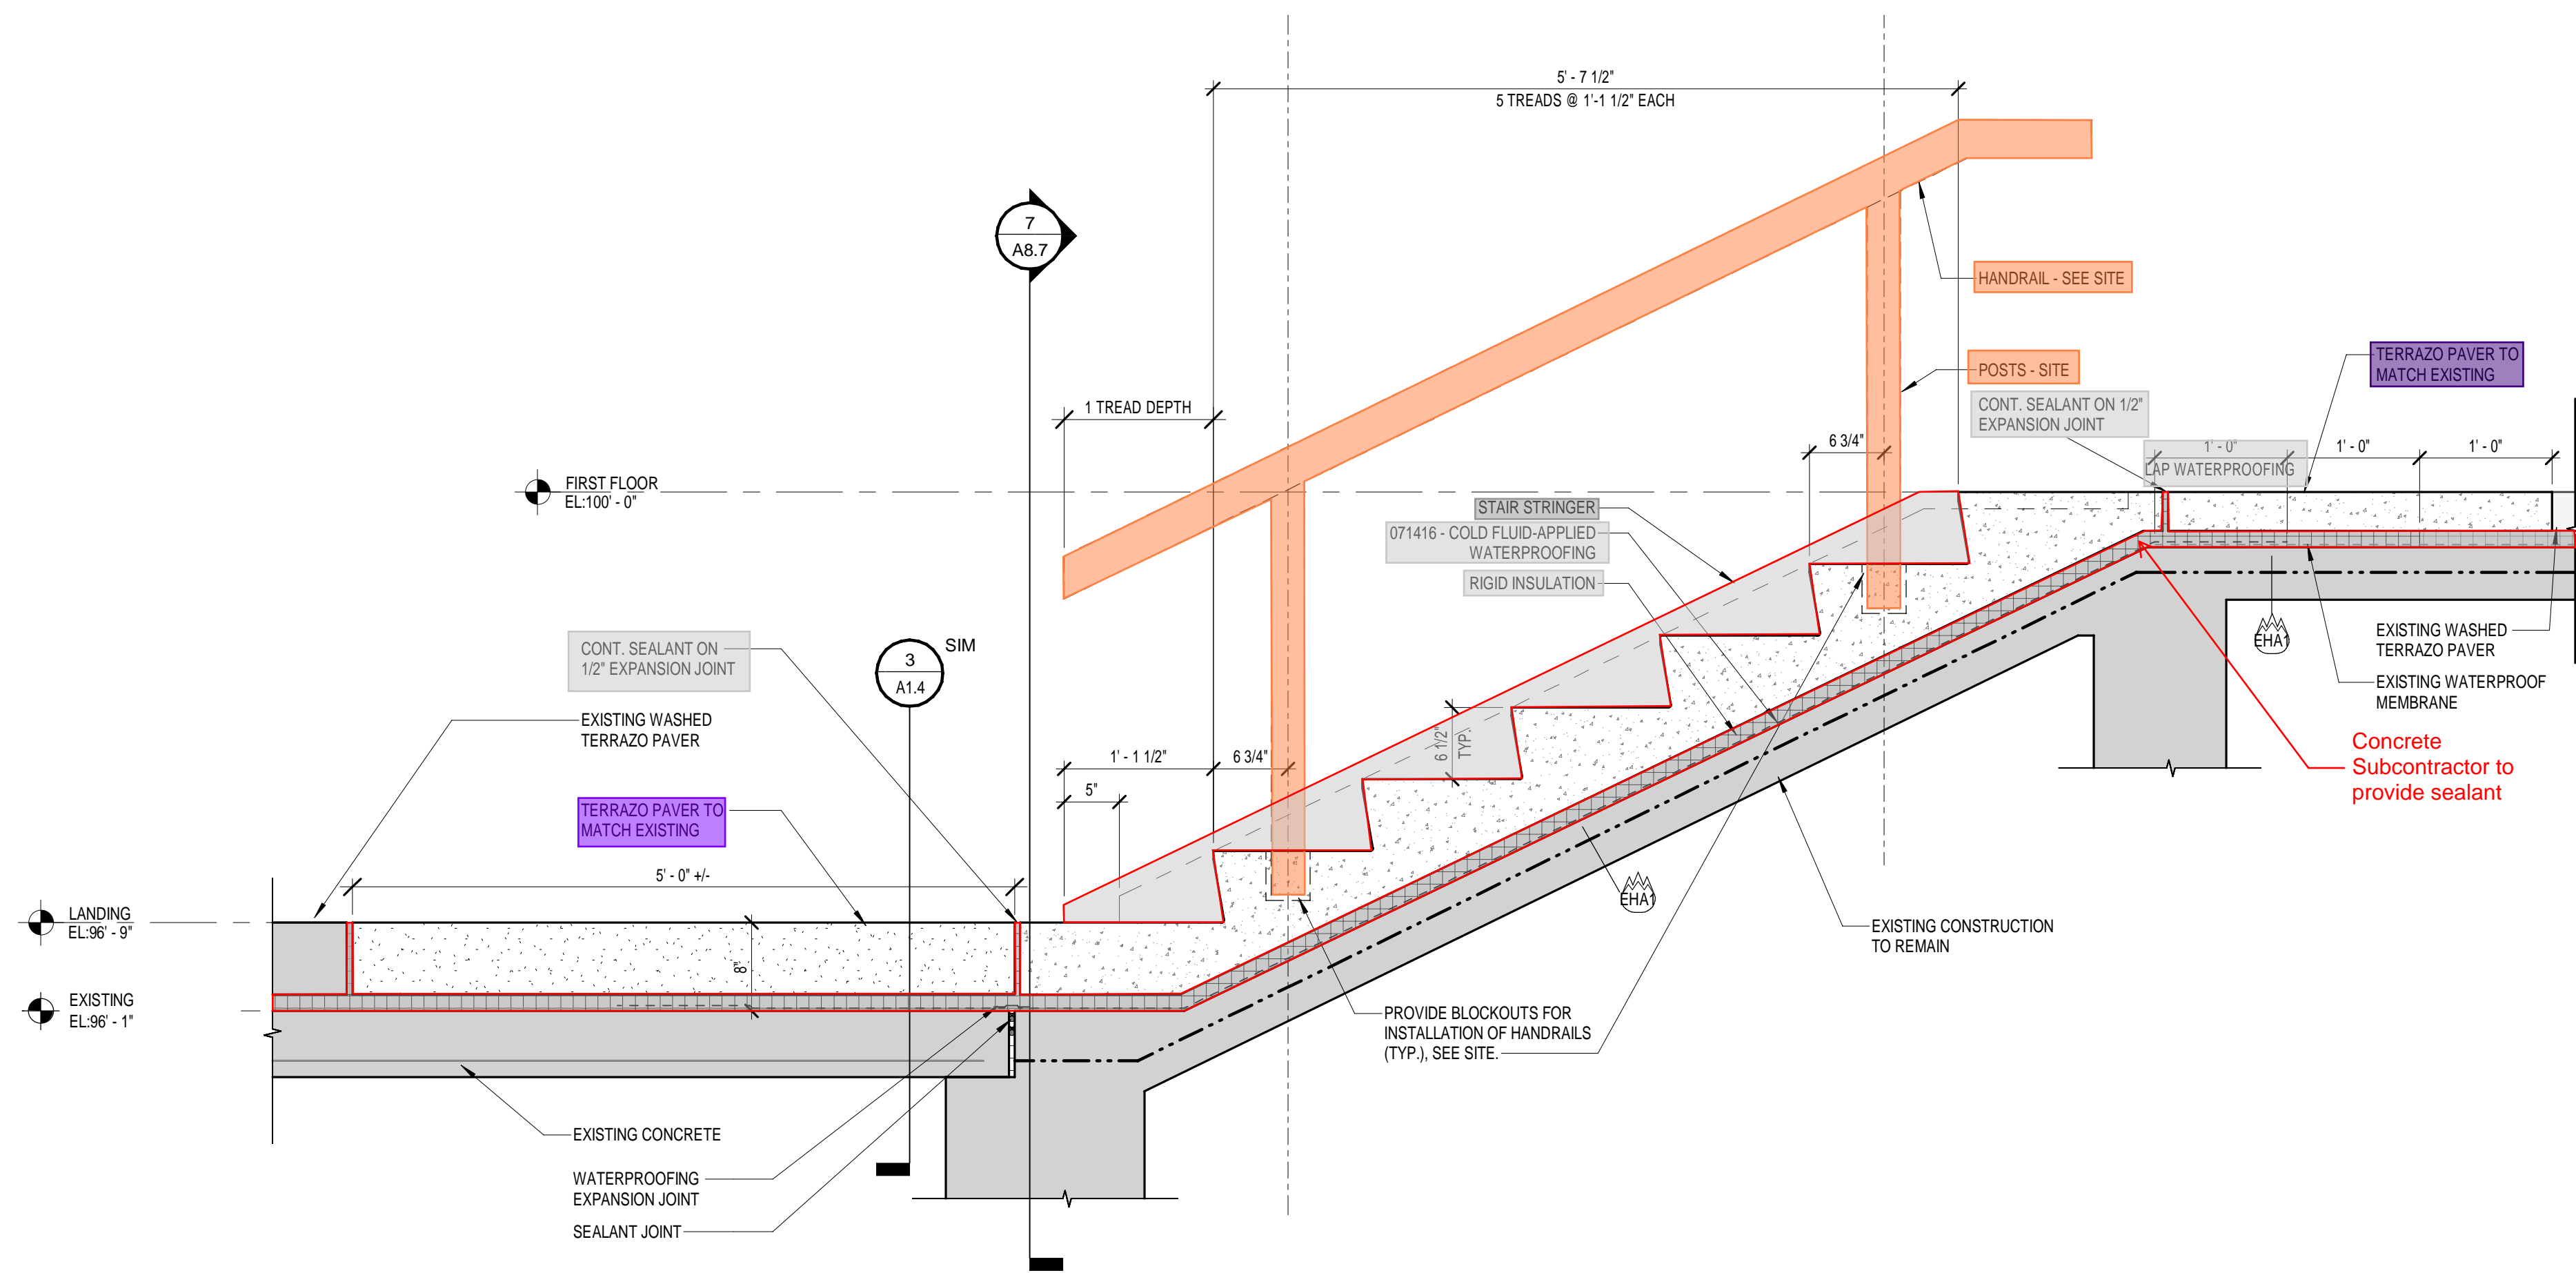 5' - 7 1/2"
5 TREADS @ 1'-1 1/2" EACH
7
A8.7
HANDRAIL - SEE SITE
TERRAZO PAVER TO
MATCH EXISTING
POSTS - SITE
CONT. SEALANT ON 1/2"
EXPANSION JOINT
1 TREAD DEPTH
6 3/4"
1' - 0"
1' - 0"
1' - 0"
LAP WATERPROOFING
FIRST FLOOR
EL:100' - 0"
STAIR STRINGER
071416 - COLD FLUID-APPLIED
WATERPROOFING
RIGID INSULATION
EHA1
EXISTING WASHED
TERRAZO PAVER
EXISTING WATERPROOF
MEMBRANE
CONT. SEALANT ON
1/2" EXPANSION JOINT
3
A1.4
SIM
EXISTING WASHED
TERRAZO PAVER
6 1/2"
TYP.
Concrete
Subcontractor to
provide sealant
1' - 1 1/2"
6 3/4"
5"
TERRAZO PAVER TO
MATCH EXISTING
5' - 0" +/-
EHA1
LANDING
EL:96' - 9"
8"
EXISTING CONSTRUCTION
TO REMAIN
EXISTING
EL:96' - 1"
PROVIDE BLOCKOUTS FOR
INSTALLATION OF HANDRAILS
(TYP.), SEE SITE.
EXISTING CONCRETE
WATERPROOFING
EXPANSION JOINT
SEALANT JOINT